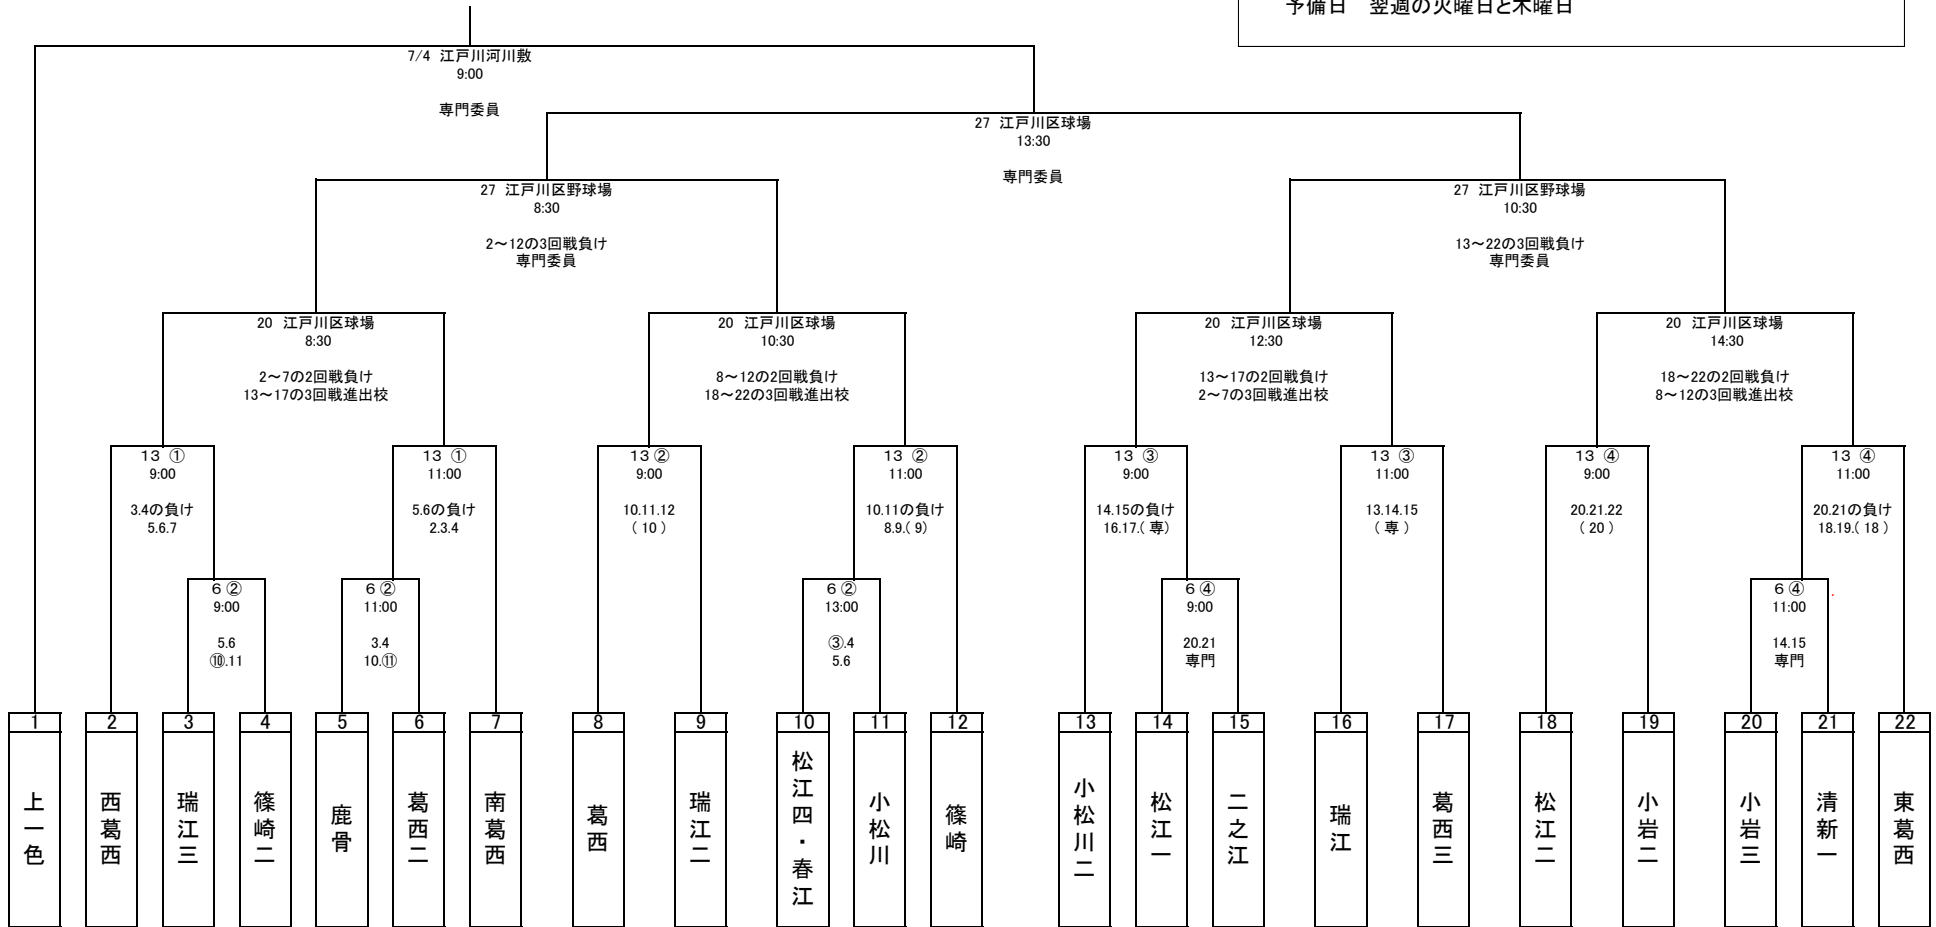 予備日　翌週の火曜日と木曜日
7/4 江戸川河川敷
9:00
専門委員
27 江戸川区球場
13:30
専門委員
27 江戸川区野球場
8:30
2～12の3回戦負け
専門委員
27 江戸川区野球場
10:30
13～22の3回戦負け
専門委員
20 江戸川区球場
8:30
2～7の2回戦負け
13～17の3回戦進出校
20 江戸川区球場
10:30
8～12の2回戦負け
18～22の3回戦進出校
20 江戸川区球場
12:30
13～17の2回戦負け
2～7の3回戦進出校
20 江戸川区球場
14:30
18～22の2回戦負け
8～12の3回戦進出校
13 ①
9:00
3.4の負け
5.6.7
13 ①
11:00
5.6の負け
2.3.4
13 ②
9:00
10.11.12
( 10 )
13 ②
11:00
10.11の負け
8.9.( 9)
13 ③
9:00
14.15の負け
16.17.( 専)
13 ③
11:00
13.14.15
( 専 )
13 ④
9:00
20.21.22
( 20 )
13 ④
11:00
20.21の負け
18.19.( 18 )
6 ②
9:00
5.6
⑩.11
6 ②
11:00
3.4
10.⑪
6 ②
13:00
③.4
5.6
6 ④
9:00
20.21
専門
6 ④
11:00
14.15
専門
1
上一色
2
西葛西
3
瑞江三
4
篠崎二
5
鹿骨
6
葛西二
7
南葛西
8
葛西
9
瑞江二
10
松江四・春江
11
小松川
12
篠崎
13
小松川二
14
松江一
15
二之江
16
瑞江
17
葛西三
18
松江二
19
小岩二
20
小岩三
21
清新一
22
東葛西